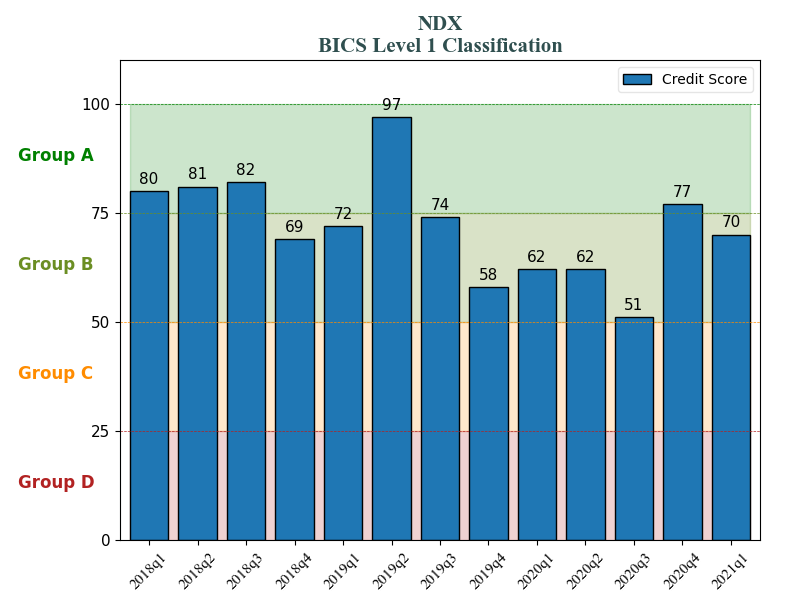 NDX
BICS Level 1 Classification
Credit Score
100
97
Group A
80
81
82
77
75
74
72
70
69
Group B
62
62
58
51
50
Group C
25
Group D
0
2018q1
2018q2
2018q3
2018q4
2019q1
2019q2
2019q3
2019q4
2020q1
2020q2
2020q3
2020q4
2021q1